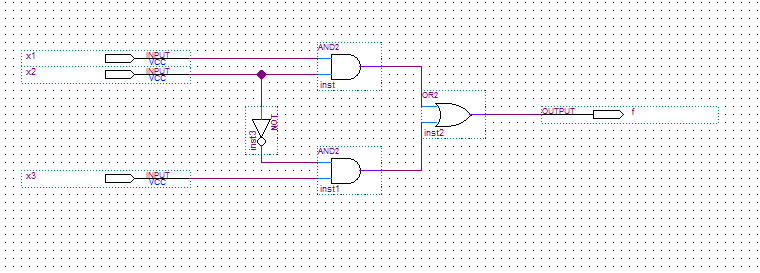 AND2
x1 INPUT
VCC
x2 INPUT
VCC
inst
OR2
OUTPUT f
NOT
inst3
inst2
AND2
x3 INPUT
VCC
inst1